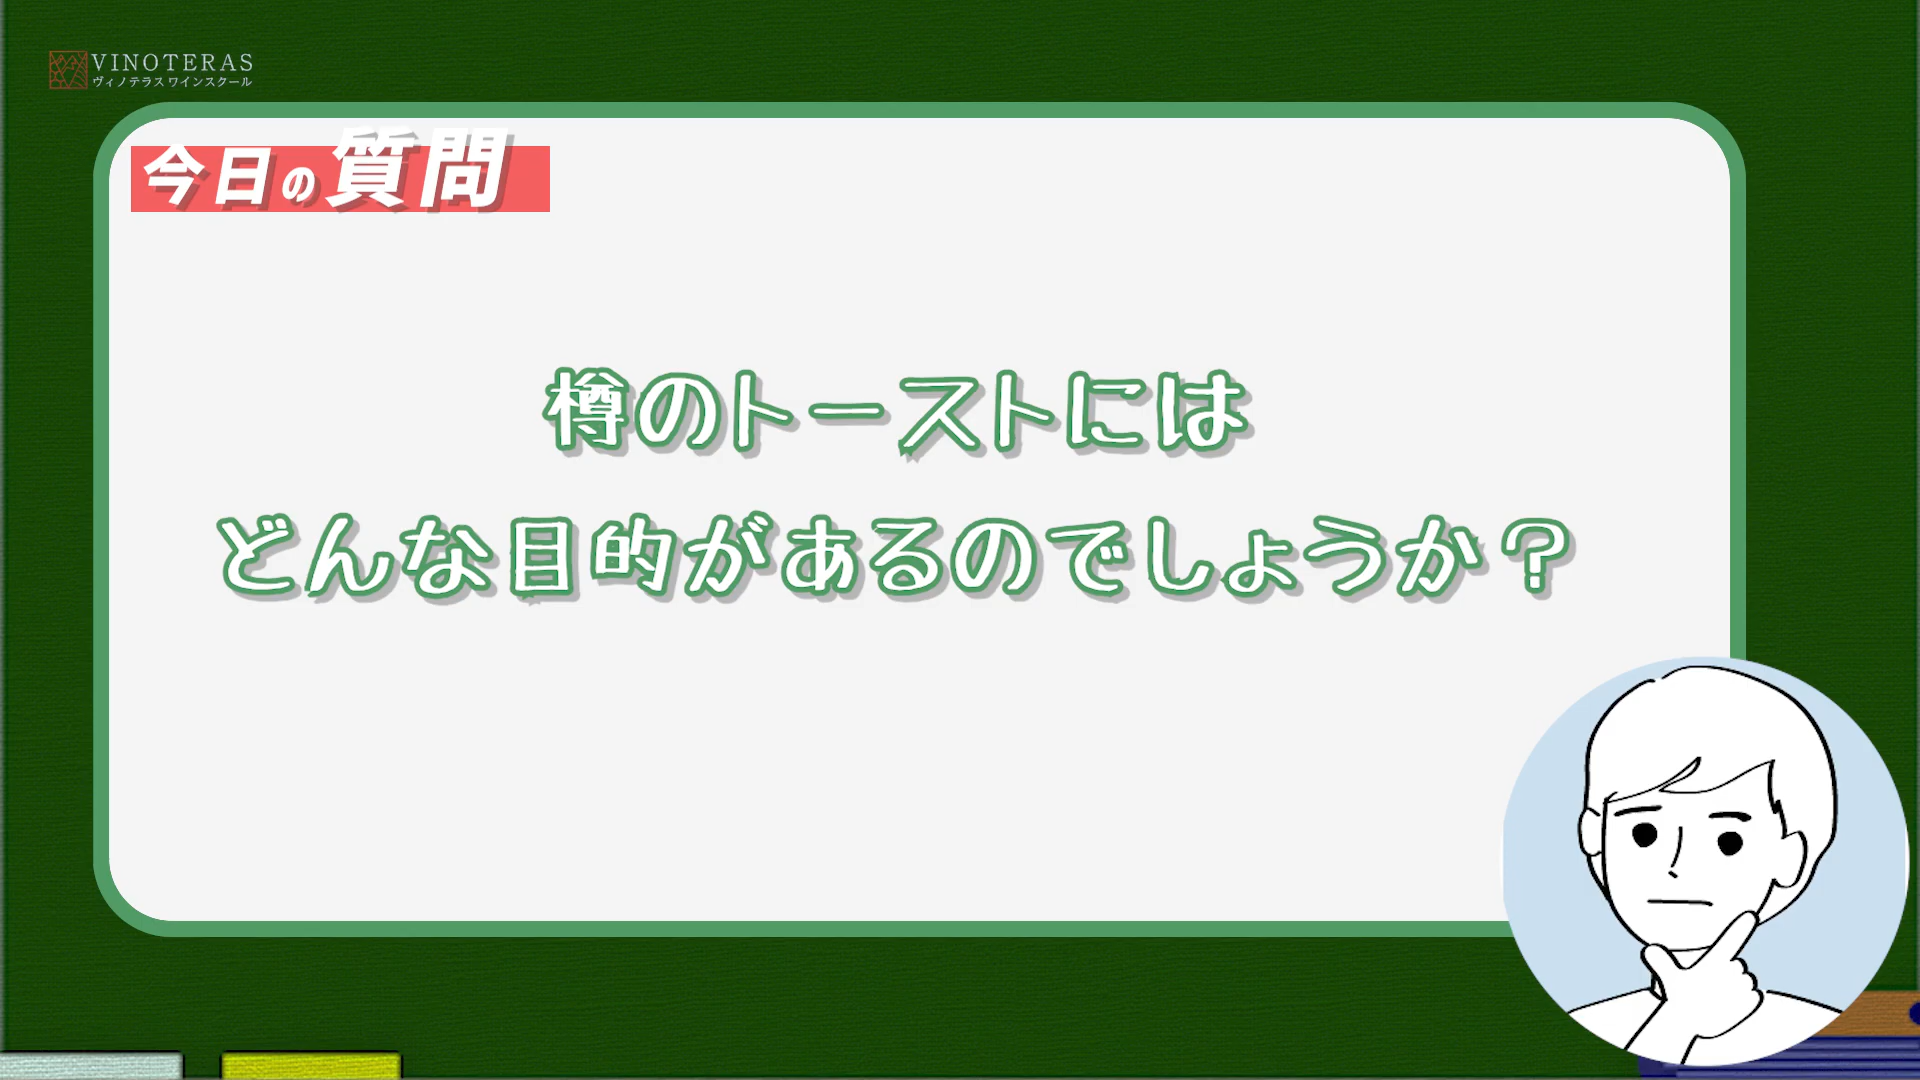 VINOTERAS
ヴィノテラス ワインスクール
今日の質問
樽のトーストには
どんな目的があるのでしょうか？